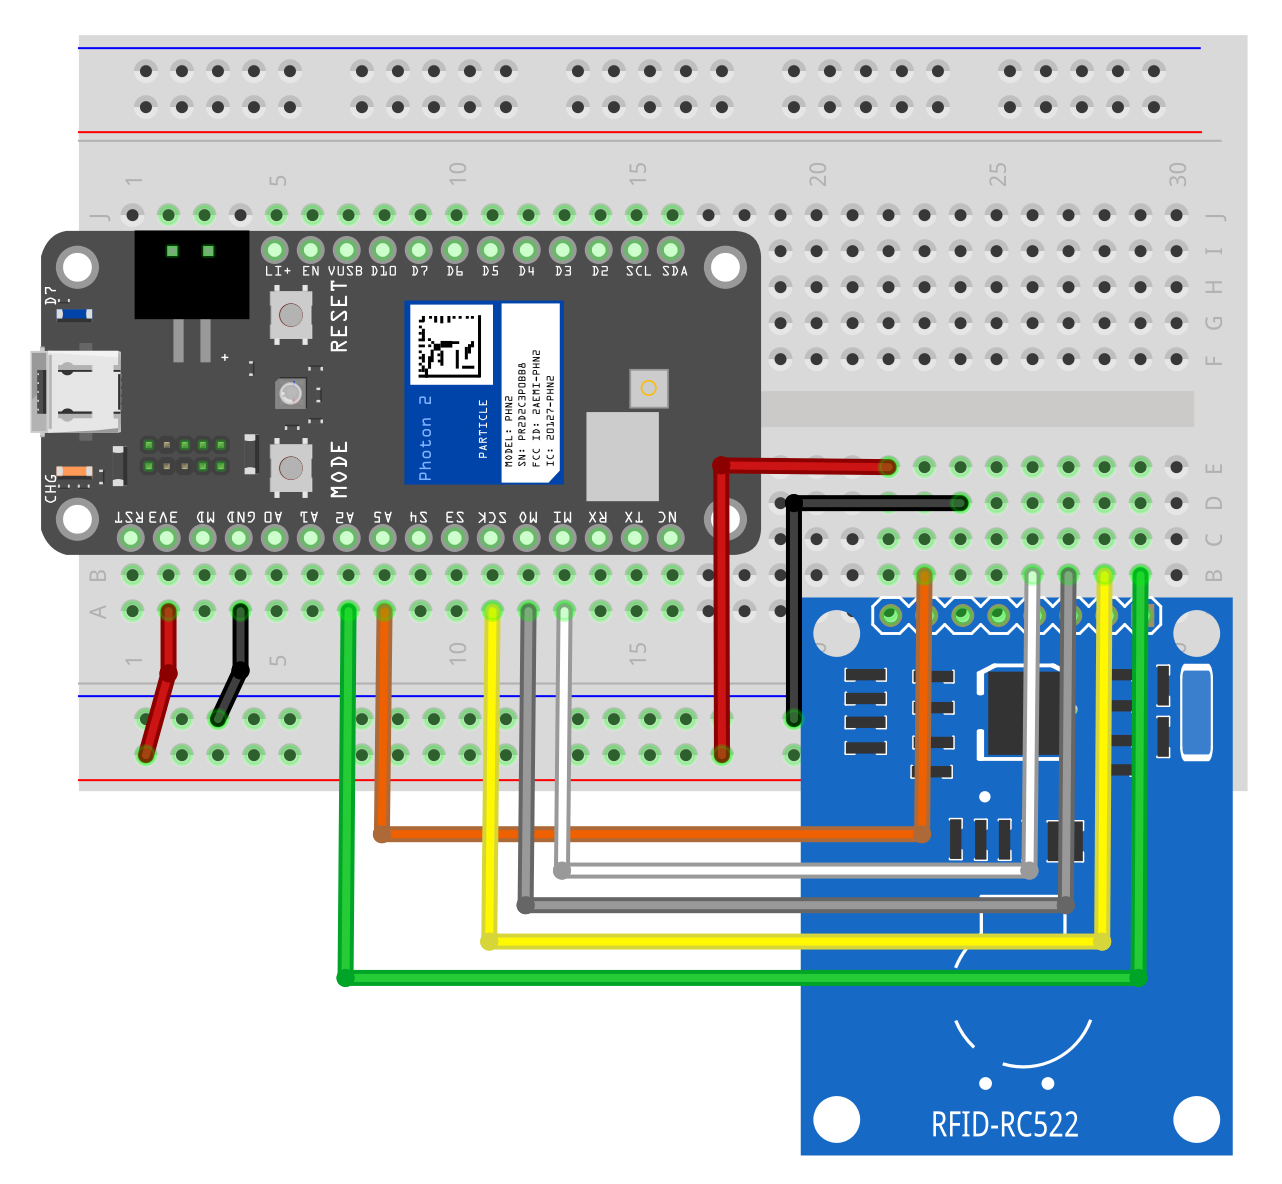 1 5 10 15 20 25 30
J J
I
H
G
F
E
D
C
B B
A A
LI+ EN VUSB D10 D7 D6 D5 D4 D3 D2 SCL SDA
D7
RESET
+
Photon 2
PARTICLE
MODEL: PHN2
SN: PR2D2C3P0BBA
FCC ID: 2AEMI-PHN2
IC: 20127-PHN2
MODE
CHG
RST 3V3 MD GND A0 A1 A2 A5 S4 S3 SCK MO MI RX TX NC
1 5 10 15
RFID-RC522